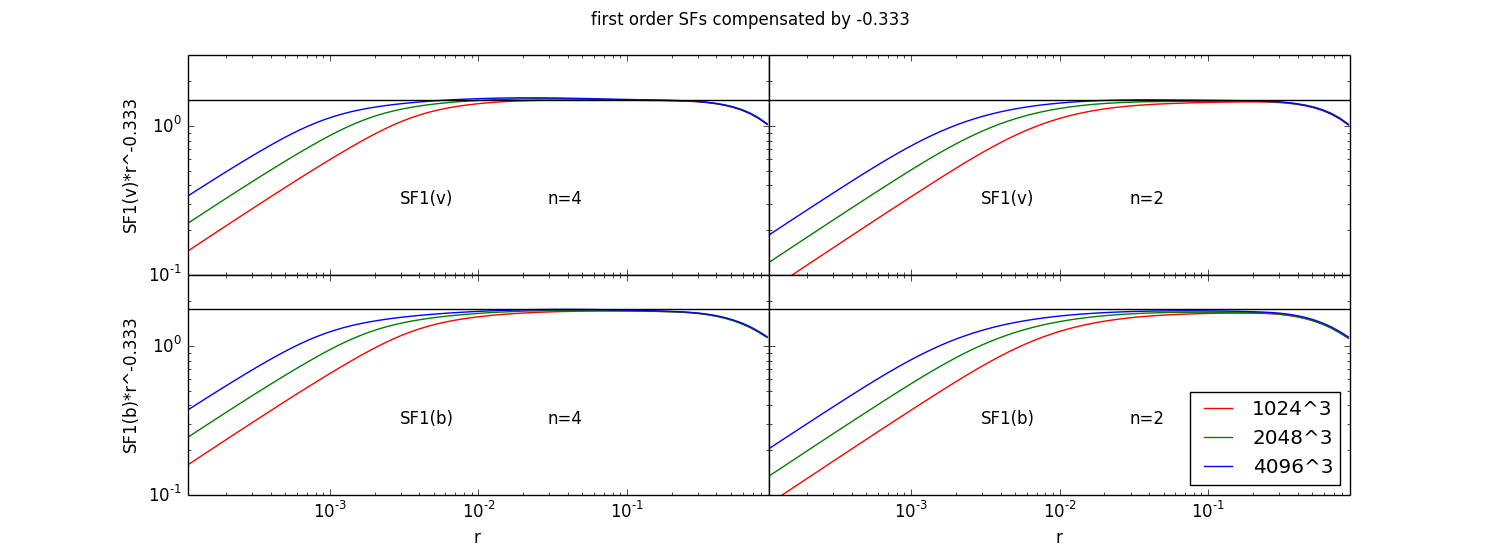 first order SFs compensated by -0.333
SF1(v)*r^-0.333
10^0
10^-1
SF1(v) n=4
SF1(v) n=2
SF1(b)*r^-0.333
10^0
10^-1
SF1(b) n=4
SF1(b) n=2
1024^3
2048^3
4096^3
10^-3 10^-2 10^-1
10^-3 10^-2 10^-1
r
r